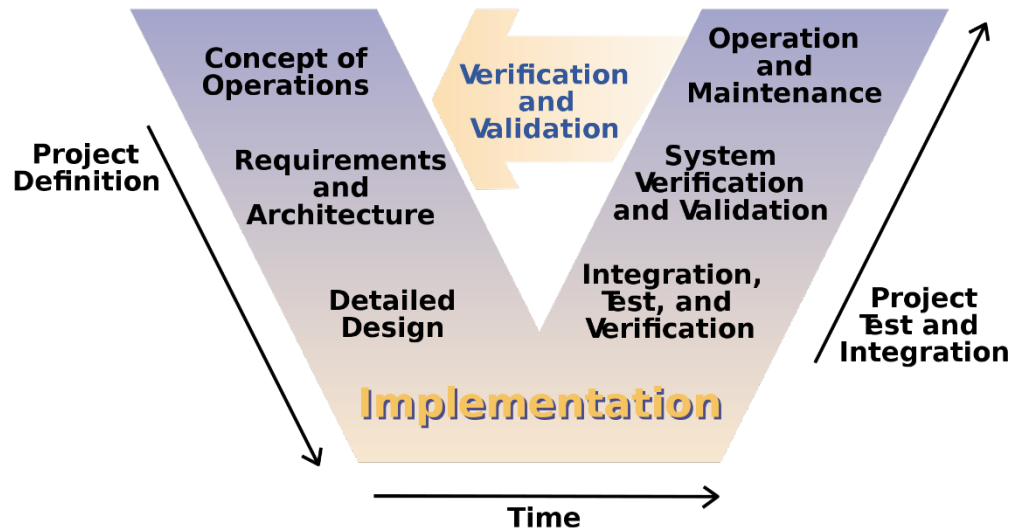 Concept of
Operations
Verification
and
Validation
Operation
and
Maintenance
Project
Definition
Requirements
and
Architecture
System
Verification
and Validation
Detailed
Design
Integration,
Test, and
Verification
Project
Test and
Integration
Implementation
Time